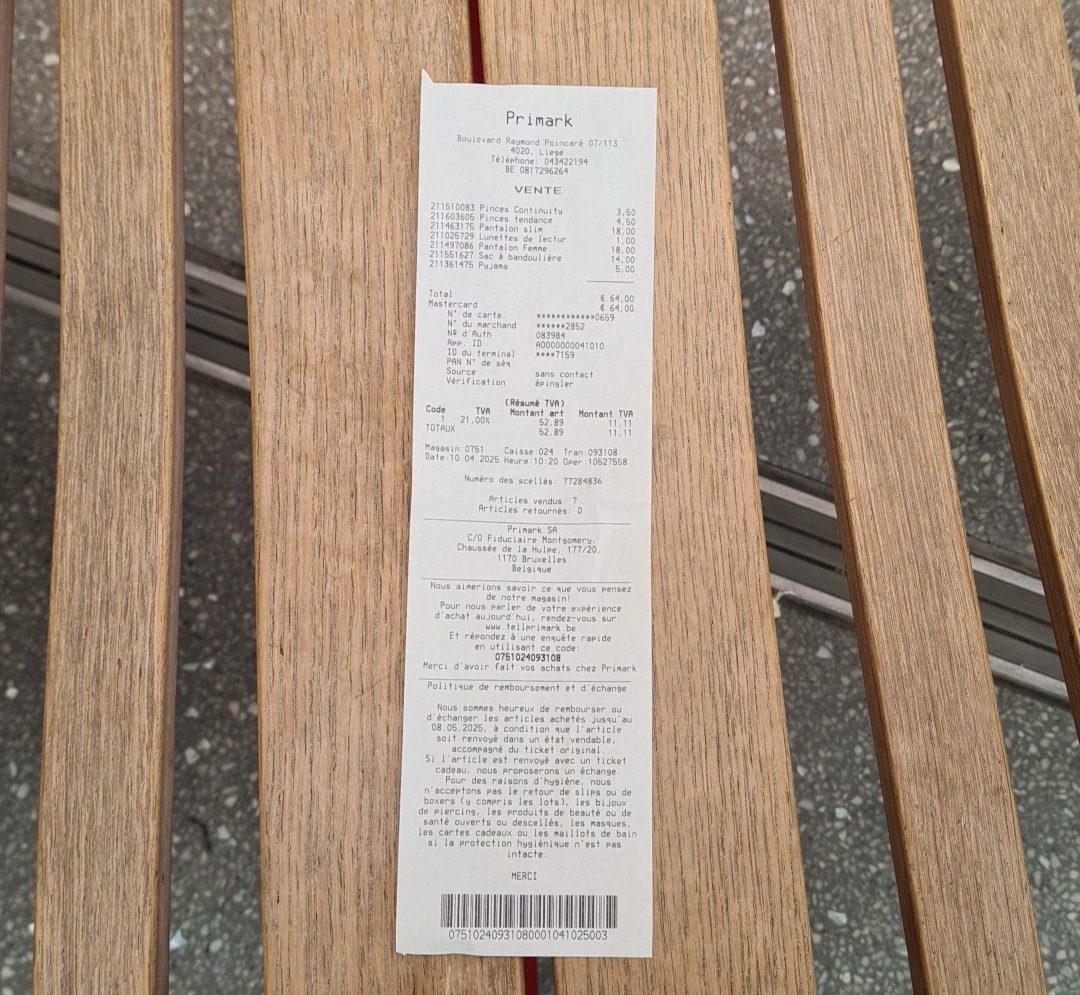 Primark
Boulevard Raymond Poincaré 07/113
4020, Liege
Téléphone: 043422194
BE 0817296264
VENTE
211510083 Pinces Continuity 3,50
211603605 Pinces tendance 4,50
211463175 Pantalon slim 18,00
211025729 Lunettes de lectur 1,00
211497086 Pantalon Femme 18,00
211551627 Sac à bandoulière 14,00
211361475 Pyjama 5,00
Total € 64,00
Mastercard € 64,00
N° de carte. ************0659
N° du marchand ******2852
Nº d'Auth 083984
App. ID A0000000041010
ID du terminal ****7159
PAN N° de séq
Source sans contact
Vérification épingler
(Résumé TVA)
Code TVA Montant art Montant TVA
1 21,00% 52,89 11,11
TOTAUX 52,89 11,11
Magasin:0751 Caisse:024 Tran:093108
Date:10.04.2025 Heure:10:20 Oper:10527558
Numéro des scellés: 77284836
Articles vendus: 7
Articles retournés: 0
Primark SA
C/O Fiduciaire Montgomery,
Chaussée de la Hulpe, 177/20,
1170 Bruxelles
Belgique
Nous aimerions savoir ce que vous pensez
de notre magasin!
Pour nous parler de votre expérience
d'achat aujourd'hui, rendez-vous sur:
www.tellprimark.be
Et répondez à une enquête rapide
en utilisant ce code:
0751024093108
Merci d'avoir fait vos achats chez Primark
Politique de remboursement et d'échange
Nous sommes heureux de rembourser ou
d'échanger les articles achetés jusqu'au
08.05.2025, à condition que l'article
soit renvoyé dans un état vendable,
accompagné du ticket original.
Si l'article est renvoyé avec un ticket
cadeau, nous proposerons un échange.
Pour des raisons d'hygiène, nous
n'acceptons pas le retour de slips ou de
boxers (y compris les lots), les bijoux
de piercing, les produits de beauté ou de
santé ouverts ou descellés, les masques,
les cartes cadeaux ou les maillots de bain
si la protection hygiénique n'est pas
intacte.
MERCI
07510240931080001041025003